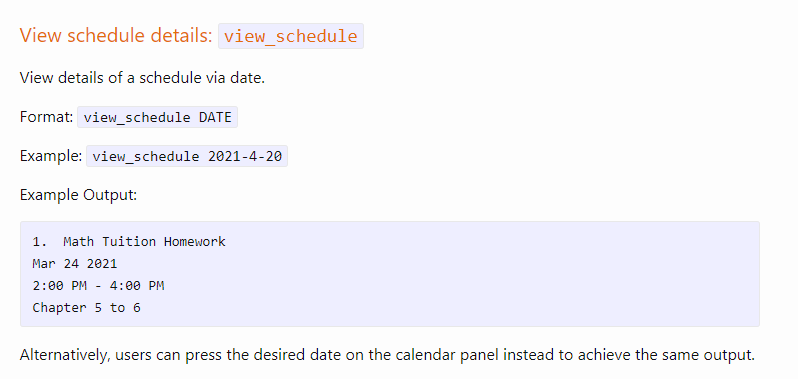 View schedule details: view_schedule
View details of a schedule via date.
Format: view_schedule DATE
Example: view_schedule 2021-4-20
Example Output:
1.  Math Tuition Homework
Mar 24 2021
2:00 PM - 4:00 PM
Chapter 5 to 6
Alternatively, users can press the desired date on the calendar panel instead to achieve the same output.